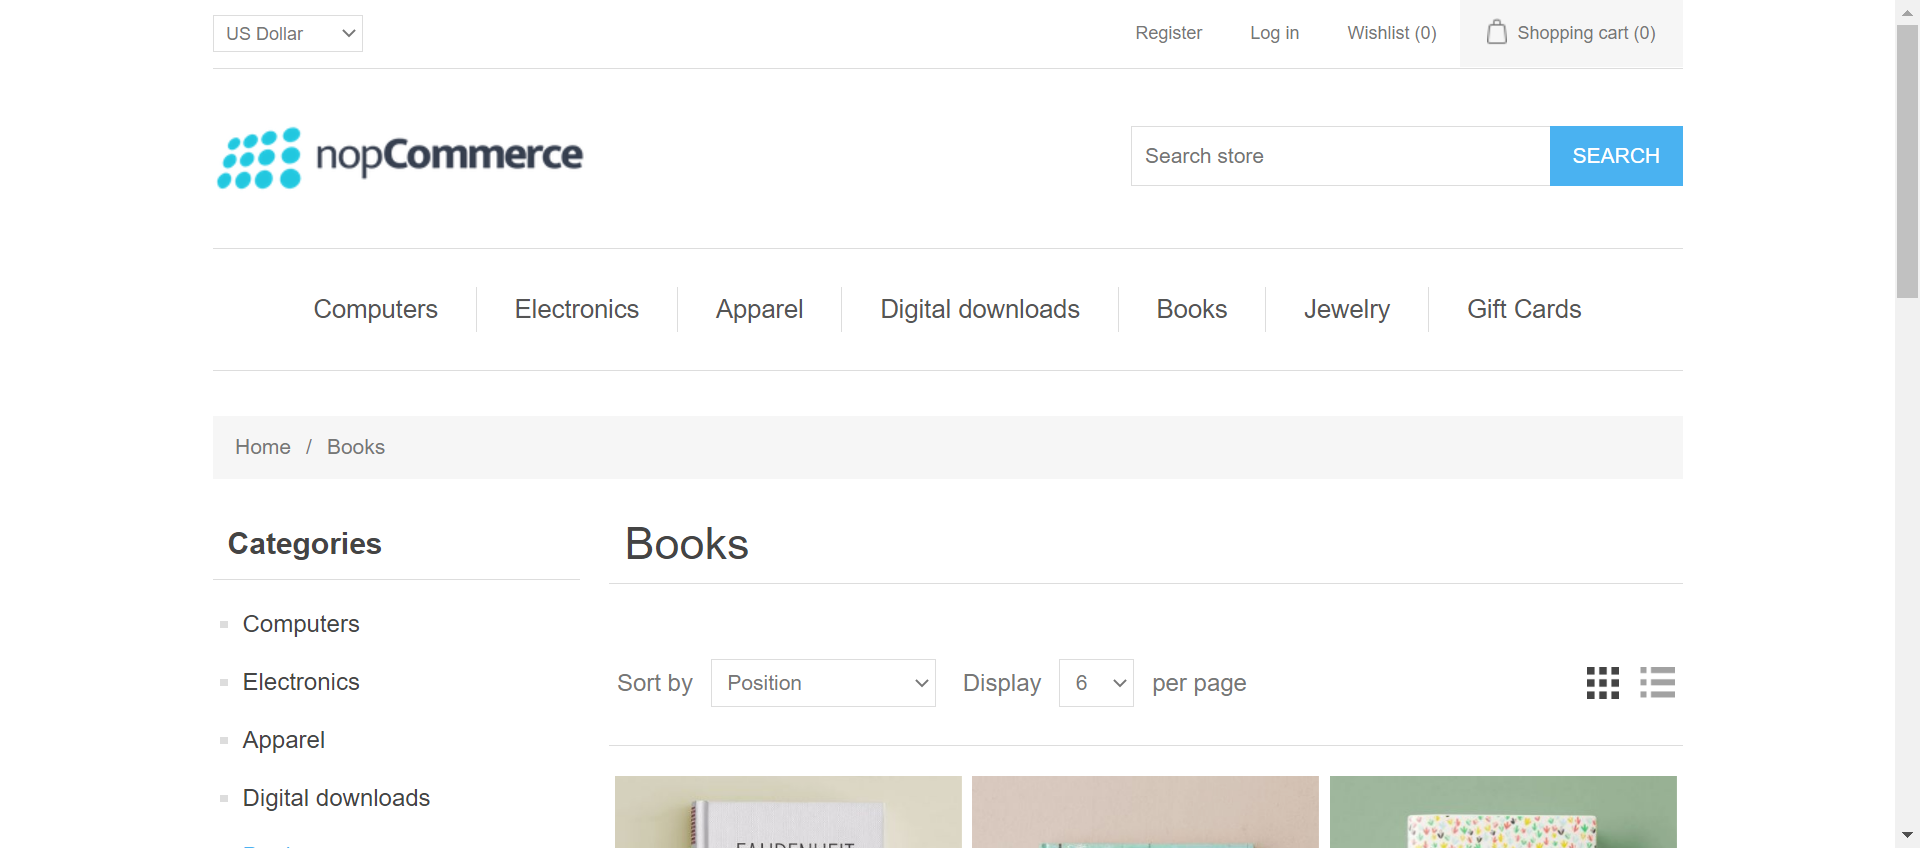 US Dollar
Register
Log in
Wishlist (0)
Shopping cart (0)
nopCommerce
Search store
SEARCH
Computers
Electronics
Apparel
Digital downloads
Books
Jewelry
Gift Cards
Home / Books
Categories
Computers
Electronics
Apparel
Digital downloads
Books
Sort by Position Display 6 per page
FAHRENHEIT